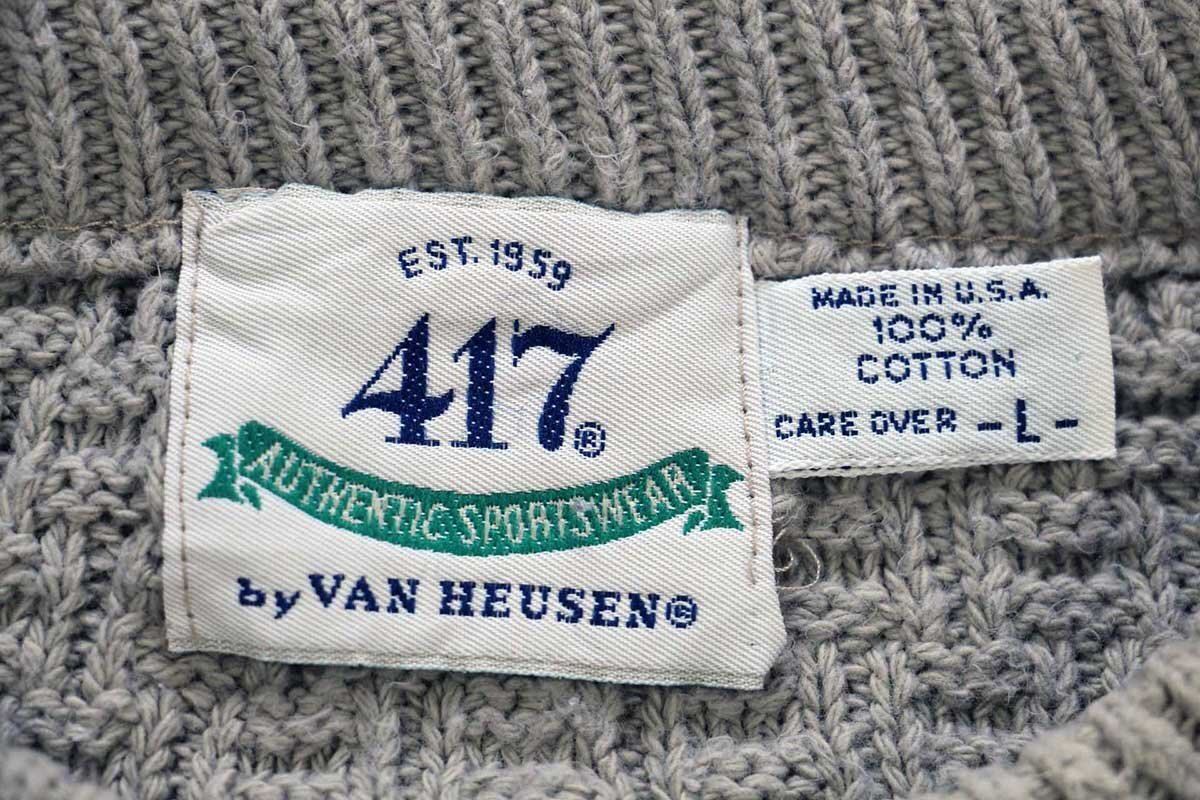 EST. 1959
417®
AUTHENTIC SPORTSWEAR
by VAN HEUSEN©
MADE IN U.S.A.
100%
COTTON
CARE OVER - L -